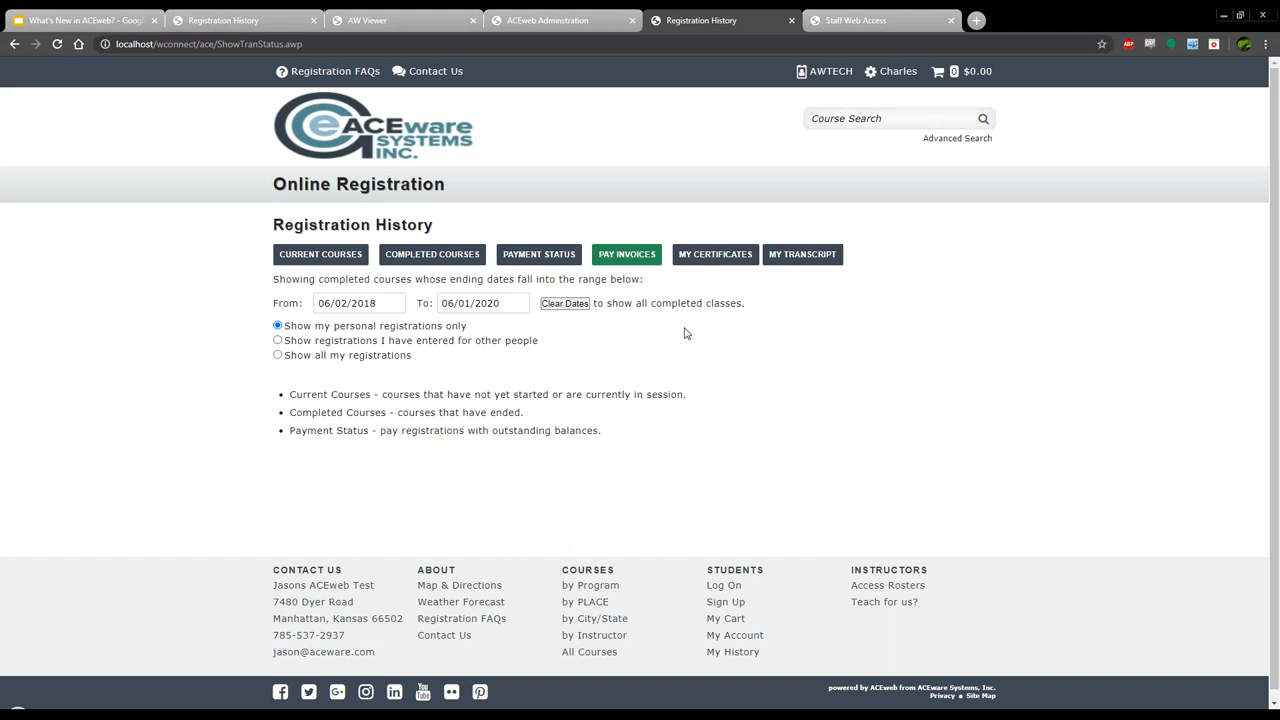 What's New in ACEweb? - Goog
Registration History
AW Viewer
ACEweb Adminstration
Registration History
Staff Web Access
localhost/wconnect/ace/ShowTranStatus.awp
ABP
Registration FAQs
Contact Us
AWTECH
Charles
0
$0.00
ACEWARE
SYSTEMS
INC.
Course Search
Advanced Search
Online Registration
Registration History
CURRENT COURSES
COMPLETED COURSES
PAYMENT STATUS
PAY INVOICES
MY CERTIFICATES
MY TRANSCRIPT
Showing completed courses whose ending dates fall into the range below:
From: 06/02/2018 To: 06/01/2020 Clear Dates to show all completed classes.
Show my personal registrations only
Show registrations I have entered for other people
Show all my registrations
• Current Courses - courses that have not yet started or are currently in session.
• Completed Courses - courses that have ended.
• Payment Status - pay registrations with outstanding balances.
CONTACT US
Jasons ACEweb Test
7480 Dyer Road
Manhattan, Kansas 66502
785-537-2937
jason@aceware.com
ABOUT
Map & Directions
Weather Forecast
Registration FAQs
Contact Us
COURSES
by Program
by PLACE
by City/State
by Instructor
All Courses
STUDENTS
Log On
Sign Up
My Cart
My Account
My History
INSTRUCTORS
Access Rosters
Teach for us?
powered by ACEweb from ACEware Systems, Inc.
Privacy • Site Map